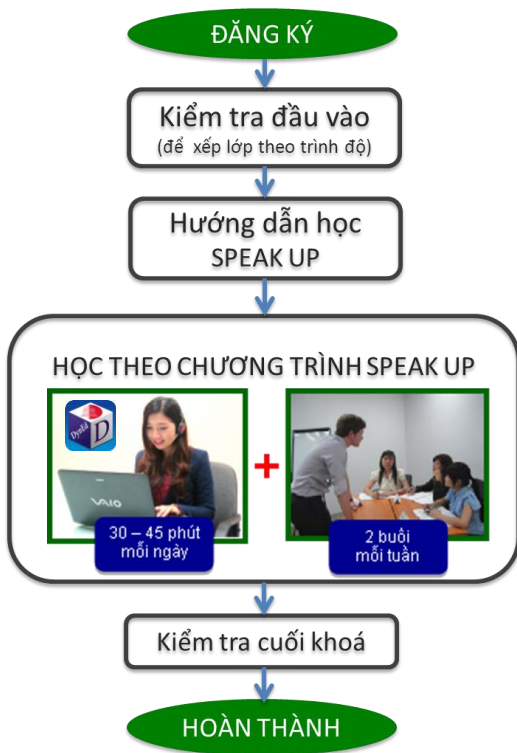 ĐĂNG KÝ
Kiểm tra đầu vào
(để xếp lớp theo trình độ)
Hướng dẫn học
SPEAK UP
HỌC THEO CHƯƠNG TRÌNH SPEAK UP
DynEd
D
VAIO
+
30 – 45 phút
mỗi ngày
2 buổi
mỗi tuần
Kiểm tra cuối khoá
HOÀN THÀNH